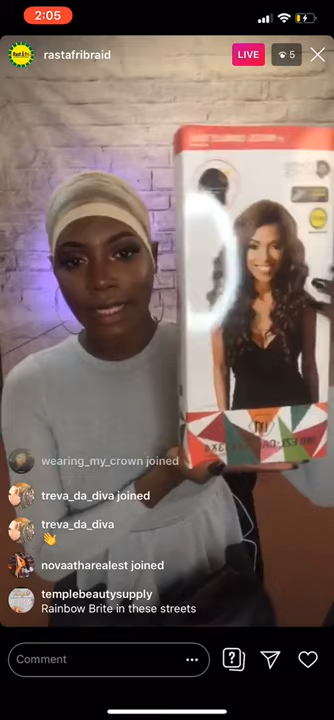 2:05
rastafribraid
LIVE
5
wearing_my_crown joined
treva_da_diva joined
treva_da_diva
👋
novaatharealest joined
templebeautysupply
Rainbow Brite in these streets
Comment